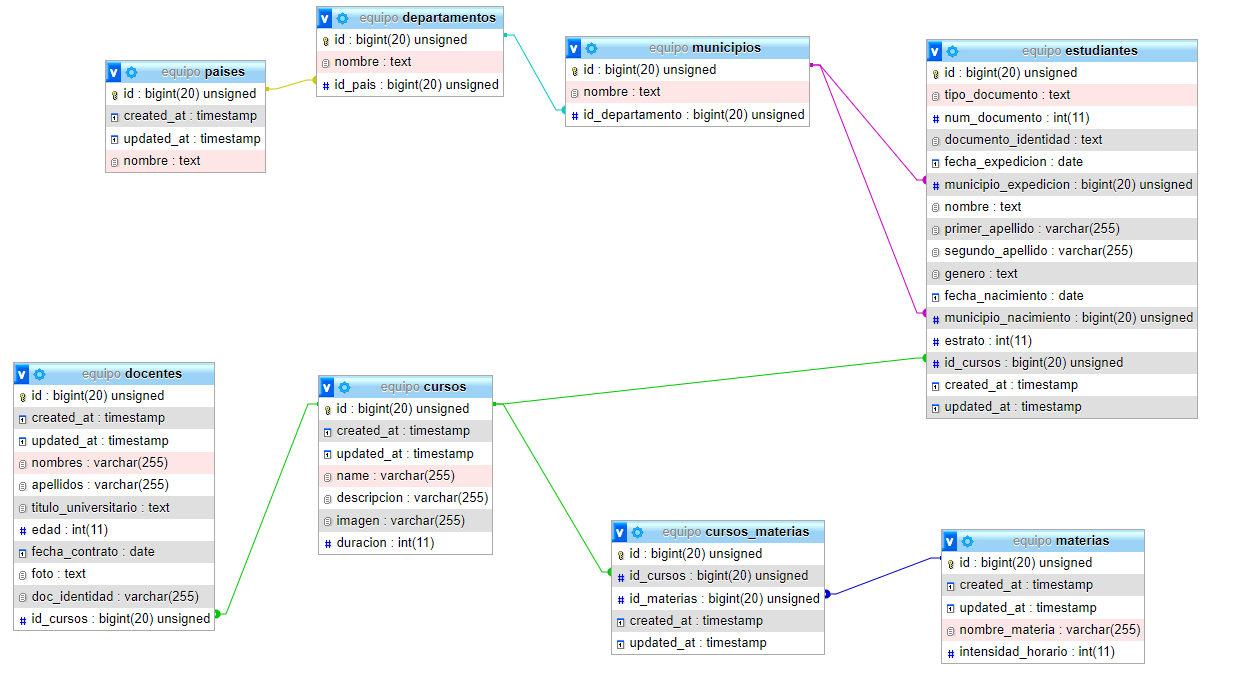 equipo departamentos
id : bigint(20) unsigned
nombre : text
id_pais : bigint(20) unsigned
equipo municipios
id : bigint(20) unsigned
nombre : text
id_departamento : bigint(20) unsigned
equipo estudiantes
id : bigint(20) unsigned
tipo_documento : text
num_documento : int(11)
documento_identidad : text
fecha_expedicion : date
municipio_expedicion : bigint(20) unsigned
nombre : text
primer_apellido : varchar(255)
segundo_apellido : varchar(255)
genero : text
fecha_nacimiento : date
municipio_nacimiento : bigint(20) unsigned
estrato : int(11)
id_cursos : bigint(20) unsigned
created_at : timestamp
updated_at : timestamp
equipo paises
id : bigint(20) unsigned
created_at : timestamp
updated_at : timestamp
nombre : text
equipo docentes
id : bigint(20) unsigned
created_at : timestamp
updated_at : timestamp
nombres : varchar(255)
apellidos : varchar(255)
titulo_universitario : text
edad : int(11)
fecha_contrato : date
foto : text
doc_identidad : varchar(255)
id_cursos : bigint(20) unsigned
equipo cursos
id : bigint(20) unsigned
created_at : timestamp
updated_at : timestamp
name : varchar(255)
descripcion : varchar(255)
imagen : varchar(255)
duracion : int(11)
equipo cursos_materias
id : bigint(20) unsigned
id_cursos : bigint(20) unsigned
id_materias : bigint(20) unsigned
created_at : timestamp
updated_at : timestamp
equipo materias
id : bigint(20) unsigned
created_at : timestamp
updated_at : timestamp
nombre_materia : varchar(255)
intensidad_horario : int(11)